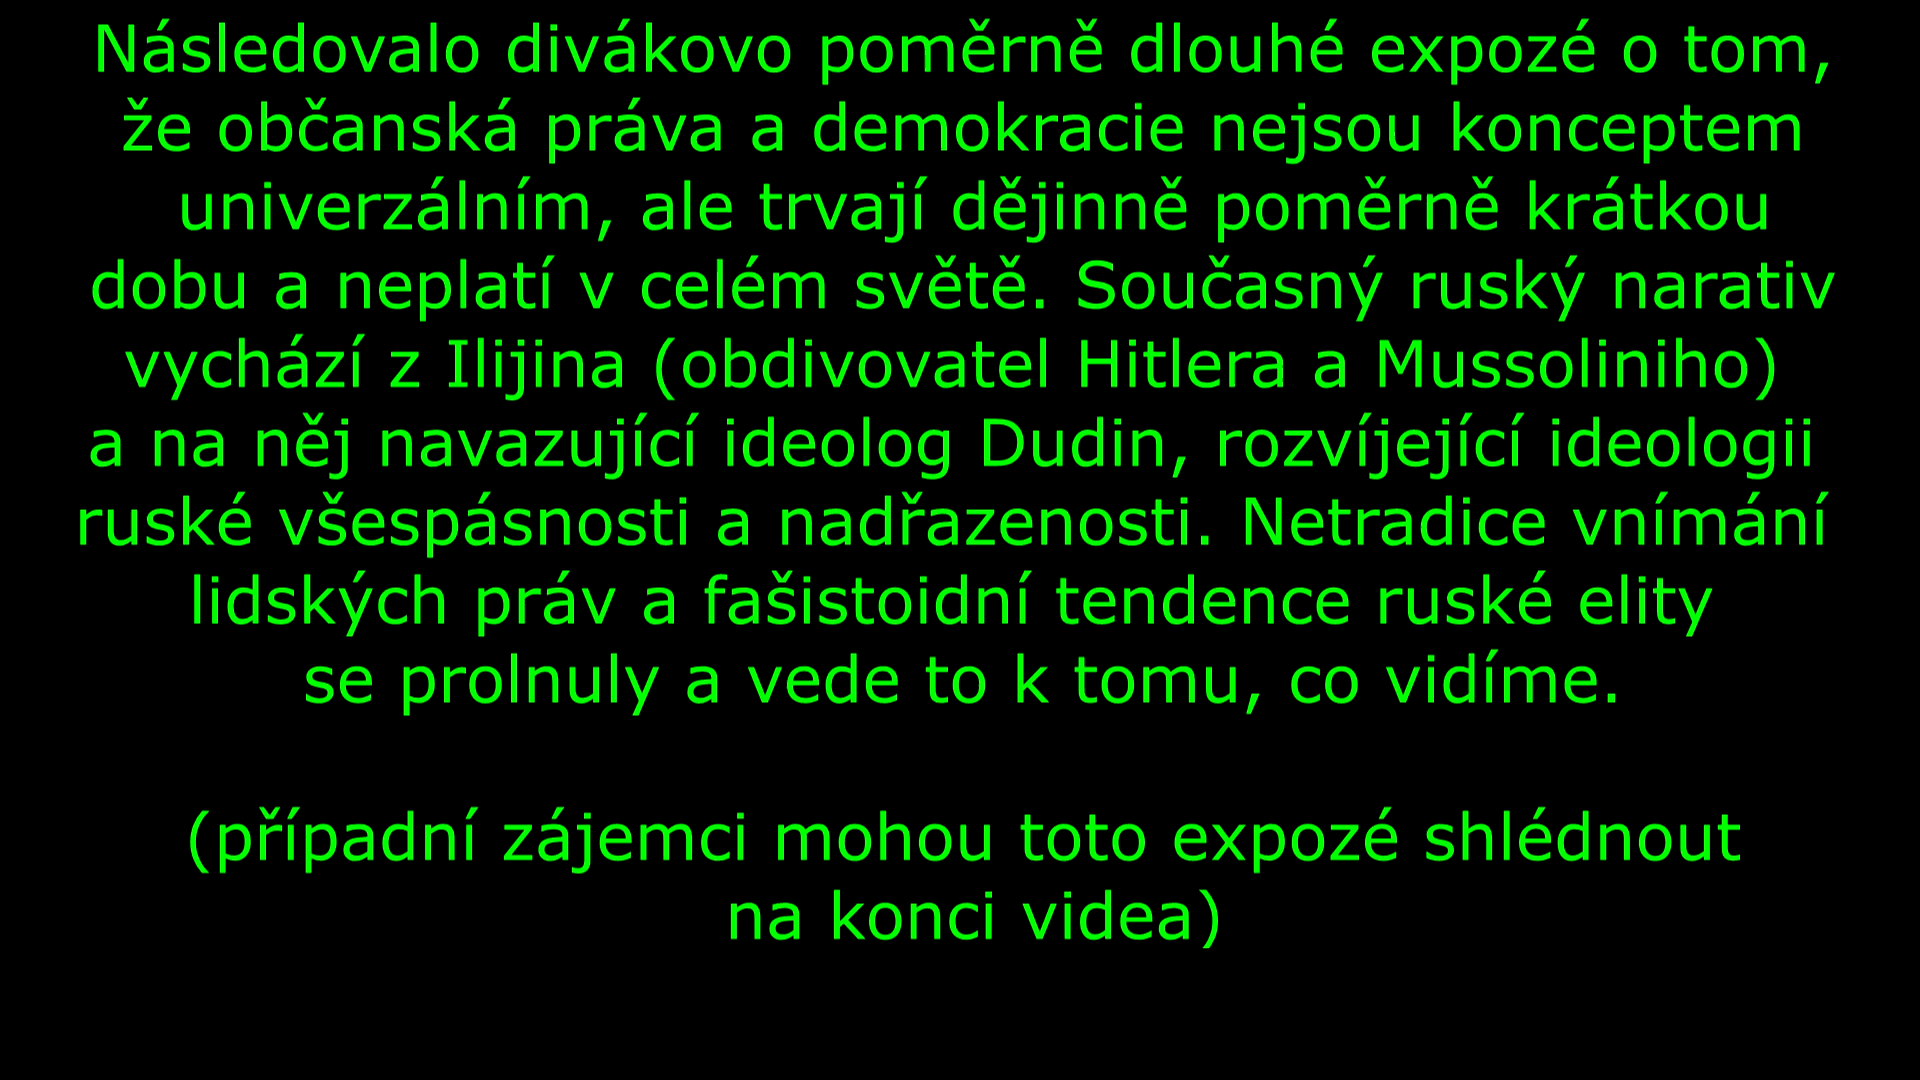 Následovalo divákovo poměrně dlouhé expozé o tom,
že občanská práva a demokracie nejsou konceptem
univerzálním, ale trvají dějinně poměrně krátkou
dobu a neplatí v celém světě. Současný ruský narativ
vychází z Ilijina (obdivovatel Hitlera a Mussoliniho)
a na něj navazující ideolog Dudin, rozvíjející ideologii
ruské všespásnosti a nadřazenosti. Netradice vnímání
lidských práv a fašistoidní tendence ruské elity
se prolnuly a vede to k tomu, co vidíme.
(případní zájemci mohou toto expozé shlédnout
na konci videa)